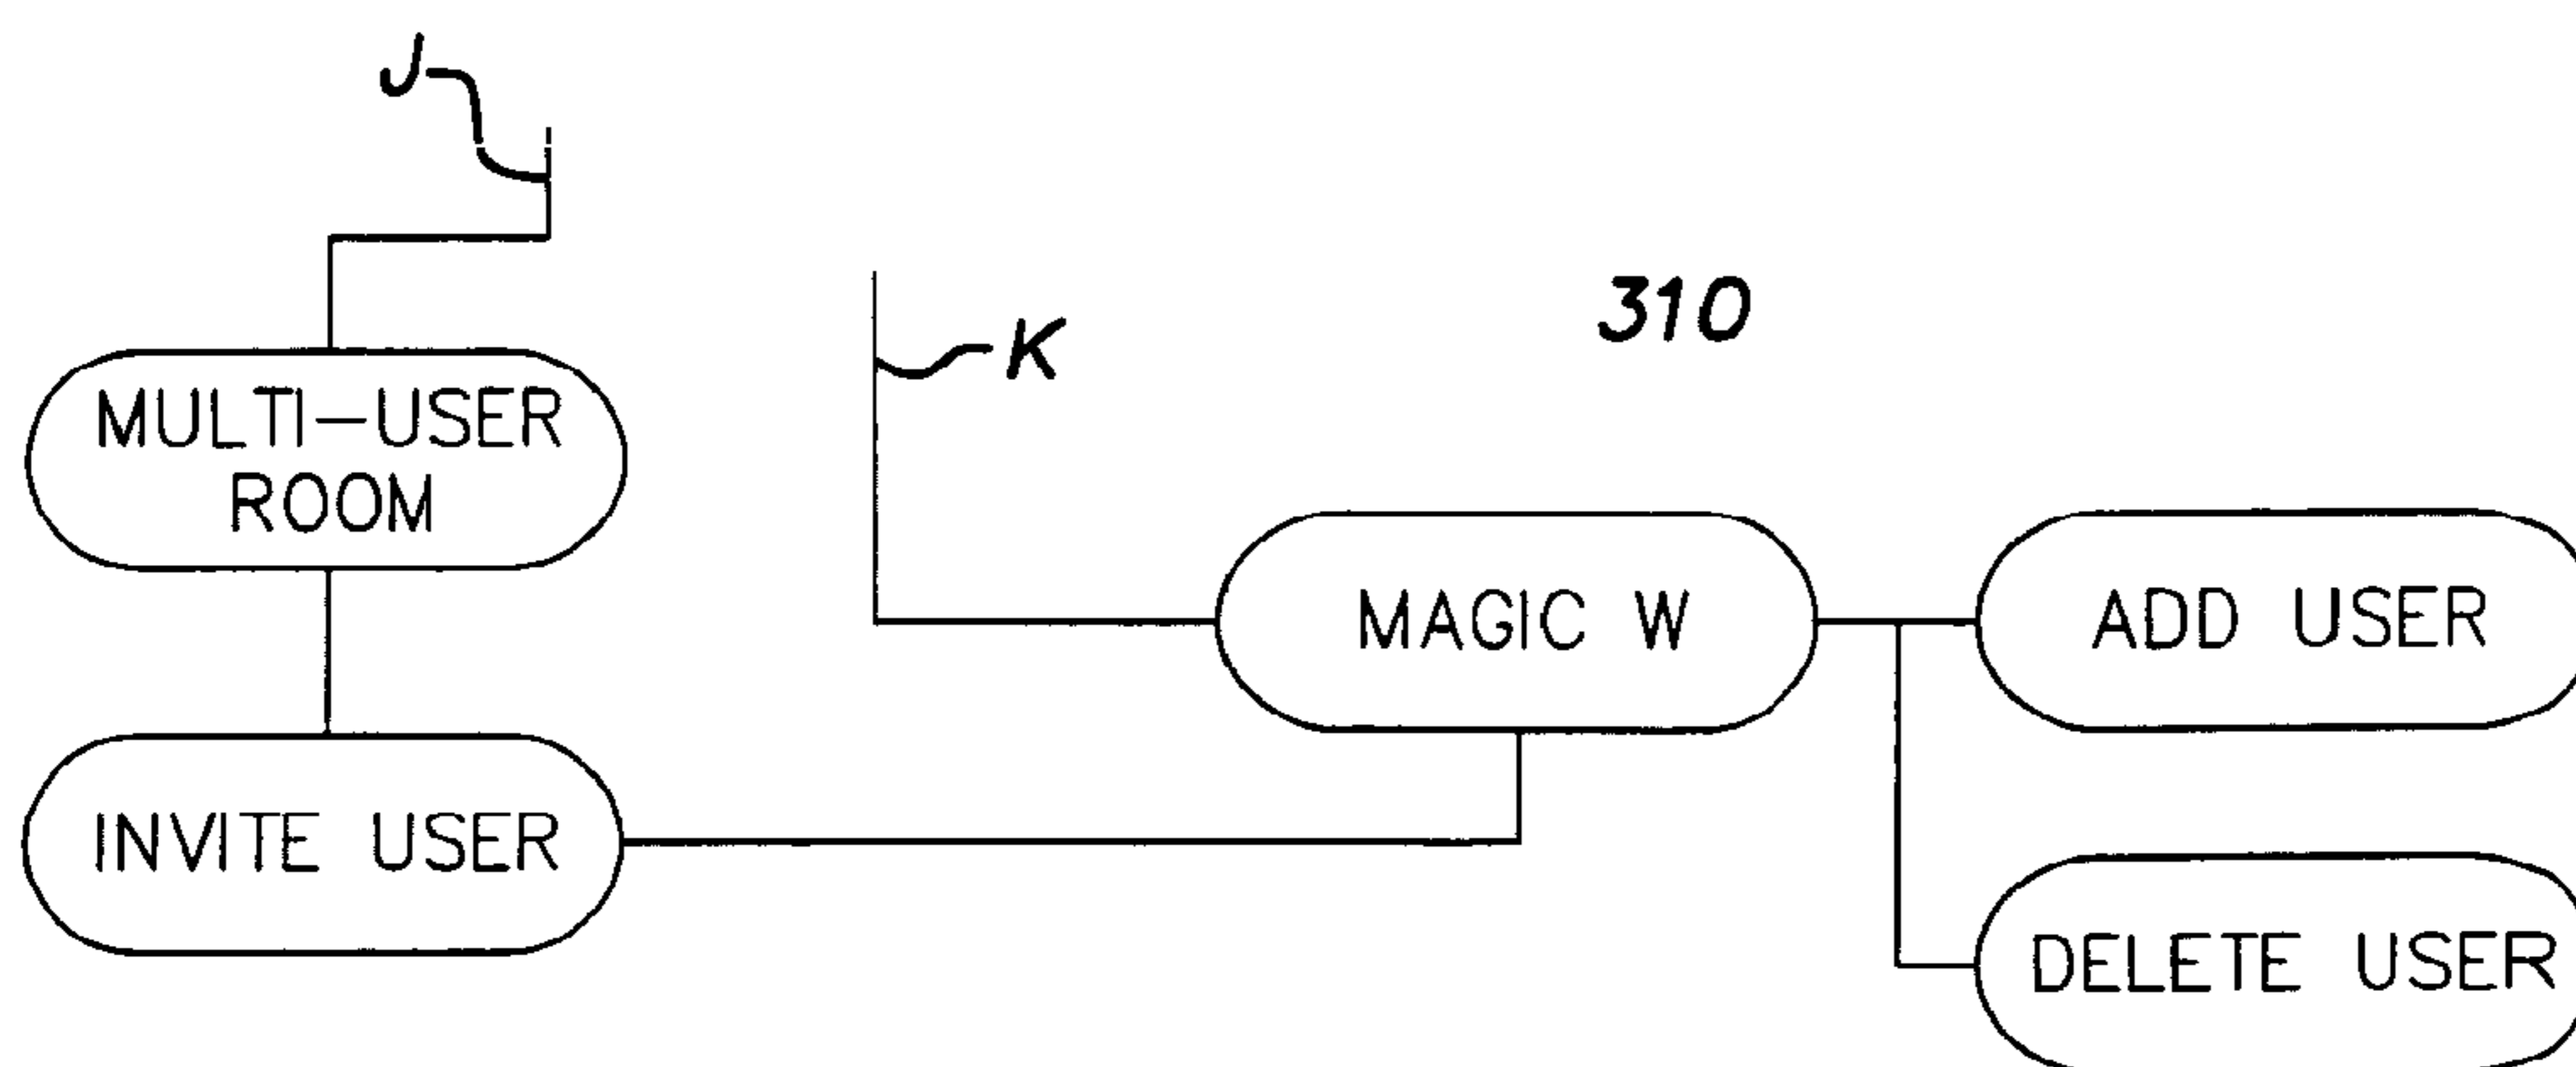 J
K
310
MULTI-USER
ROOM
MAGIC W
ADD USER
INVITE USER
DELETE USER